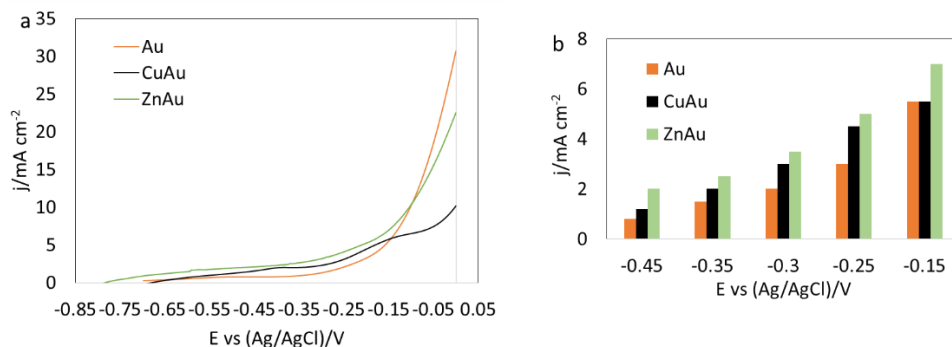 a
35
30
25
20
15
10
5
0
j/mA cm-2
Au
CuAu
ZnAu
-0.85 -0.75 -0.65 -0.55 -0.45 -0.35 -0.25 -0.15 -0.05 0.05
E vs (Ag/AgCl)/V
b
8
6
4
2
0
j/mA cm-2
Au
CuAu
ZnAu
-0.45 -0.35 -0.3 -0.25 -0.15
E vs (Ag/AgCl)/V